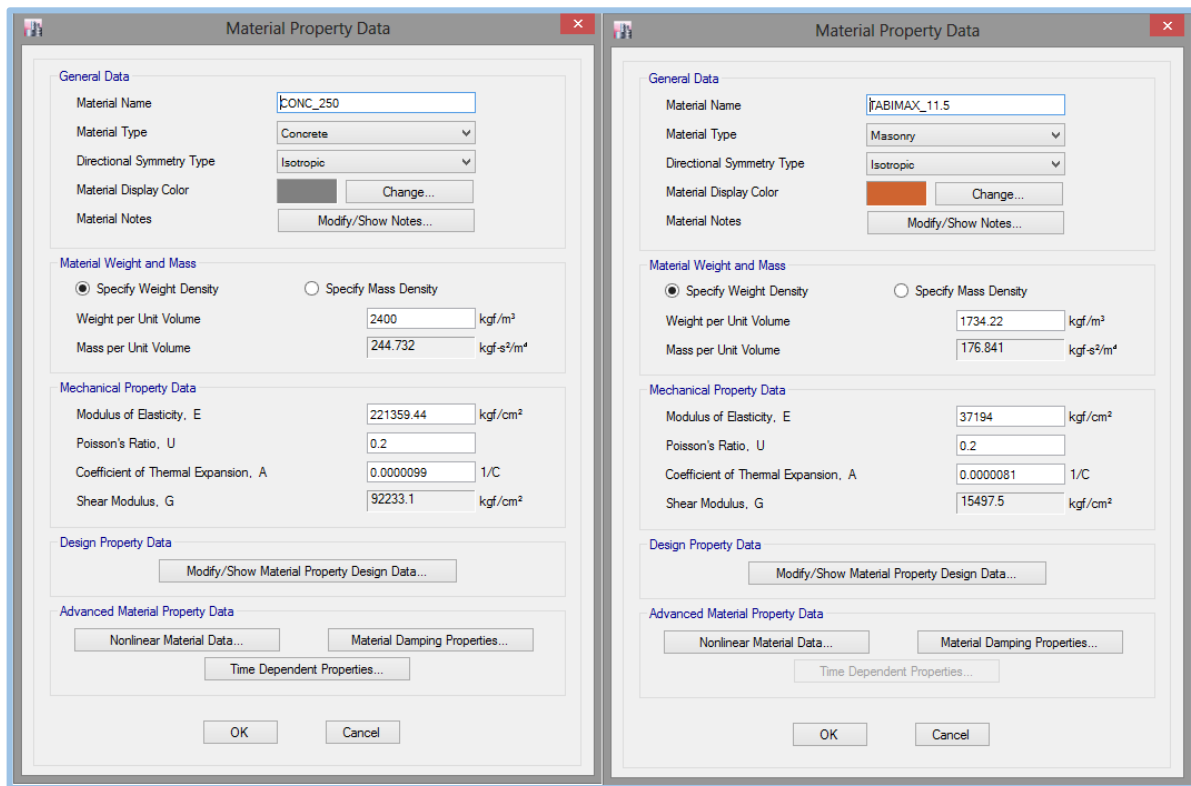 Material Property Data
General Data
Material Name CONC_250
Material Type Concrete
Directional Symmetry Type Isotropic
Material Display Color Change...
Material Notes Modify/Show Notes...
Material Weight and Mass
Specify Weight Density Specify Mass Density
Weight per Unit Volume 2400 kgf/m³
Mass per Unit Volume 244.732 kgf-s²/m⁴
Mechanical Property Data
Modulus of Elasticity, E 221359.44 kgf/cm²
Poisson's Ratio, U 0.2
Coefficient of Thermal Expansion, A 0.0000099 1/C
Shear Modulus, G 92233.1 kgf/cm²
Design Property Data
Modify/Show Material Property Design Data...
Advanced Material Property Data
Nonlinear Material Data... Material Damping Properties...
Time Dependent Properties...
OK Cancel
Material Property Data
General Data
Material Name TABIMAX_11.5
Material Type Masonry
Directional Symmetry Type Isotropic
Material Display Color Change...
Material Notes Modify/Show Notes...
Material Weight and Mass
Specify Weight Density Specify Mass Density
Weight per Unit Volume 1734.22 kgf/m³
Mass per Unit Volume 176.841 kgf-s²/m⁴
Mechanical Property Data
Modulus of Elasticity, E 37194 kgf/cm²
Poisson's Ratio, U 0.2
Coefficient of Thermal Expansion, A 0.0000081 1/C
Shear Modulus, G 15497.5 kgf/cm²
Design Property Data
Modify/Show Material Property Design Data...
Advanced Material Property Data
Nonlinear Material Data... Material Damping Properties...
Time Dependent Properties...
OK Cancel